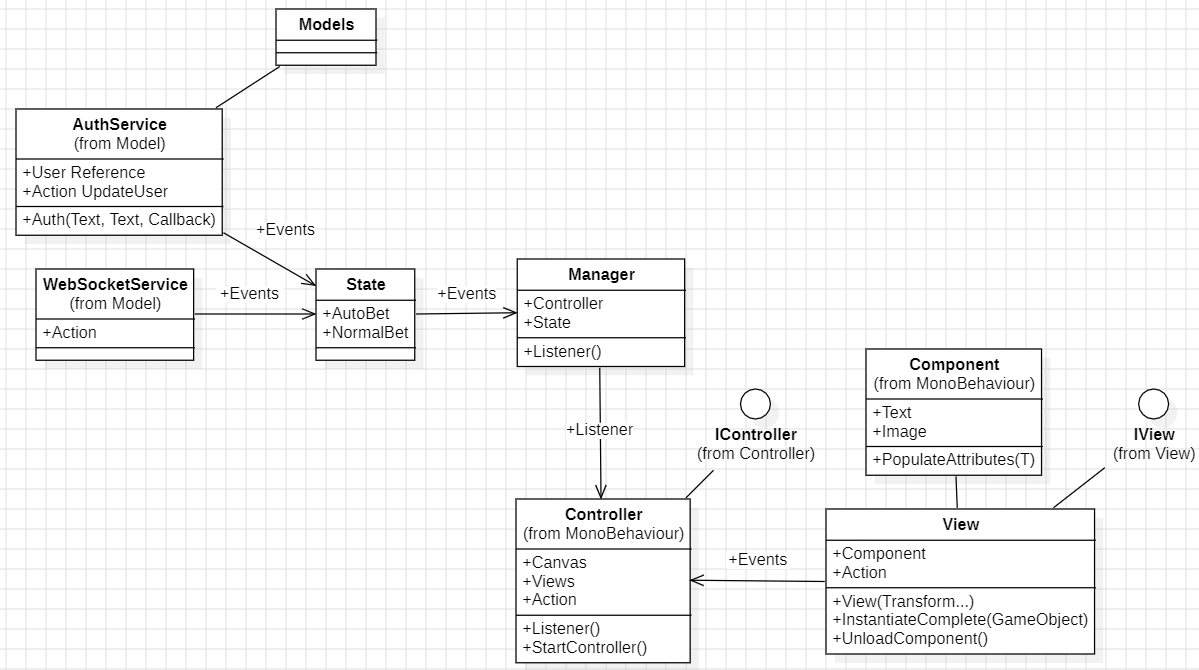 Models
AuthService
(from Model)
+User Reference
+Action UpdateUser
+Auth(Text, Text, Callback)
+Events
WebSocketService
(from Model)
+Action
+Events
State
+AutoBet
+NormalBet
+Events
Manager
+Controller
+State
+Listener()
+Listener
IController
(from Controller)
Component
(from MonoBehaviour)
+Text
+Image
+PopulateAttributes(T)
IView
(from View)
Controller
(from MonoBehaviour)
+Canvas
+Views
+Action
+Listener()
+StartController()
+Events
View
+Component
+Action
+View(Transform...)
+InstantiateComplete(GameObject)
+UnloadComponent()